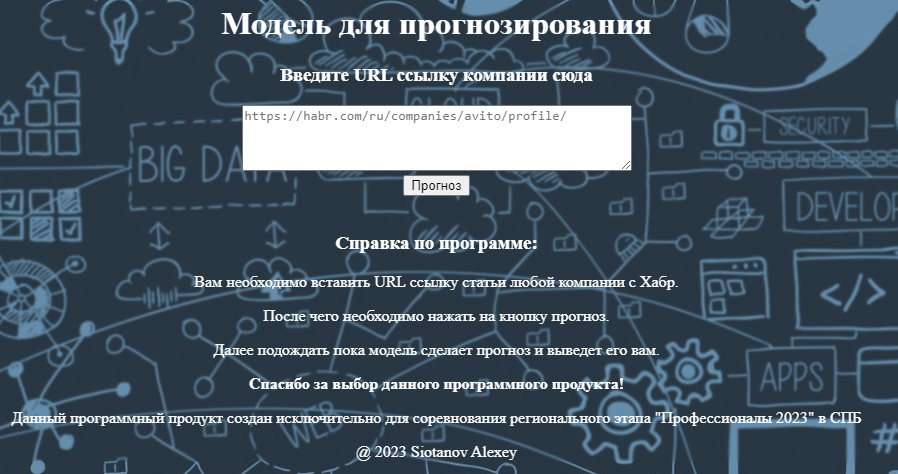 Модель для прогнозирования
Введите URL ссылку компании сюда
CLOUD
https://habr.com/ru/companies/avito/profile/
SECURITY
BIG DATA
Прогноз
DEVELO
Справка по программе:
Вам необходимо вставить URL ссылку статьи любой компании с Хабр.
</>
После чего необходимо нажать на кнопку прогноз.
Далее подождать пока модель сделает прогноз и выведет его вам.
APPS
Спасибо за выбор данного программного продукта!
WEB
Данный программный продукт создан исключительно для соревнования регионального этапа "Профессионалы 2023" в СПБ
@ 2023 Siotanov Alexey